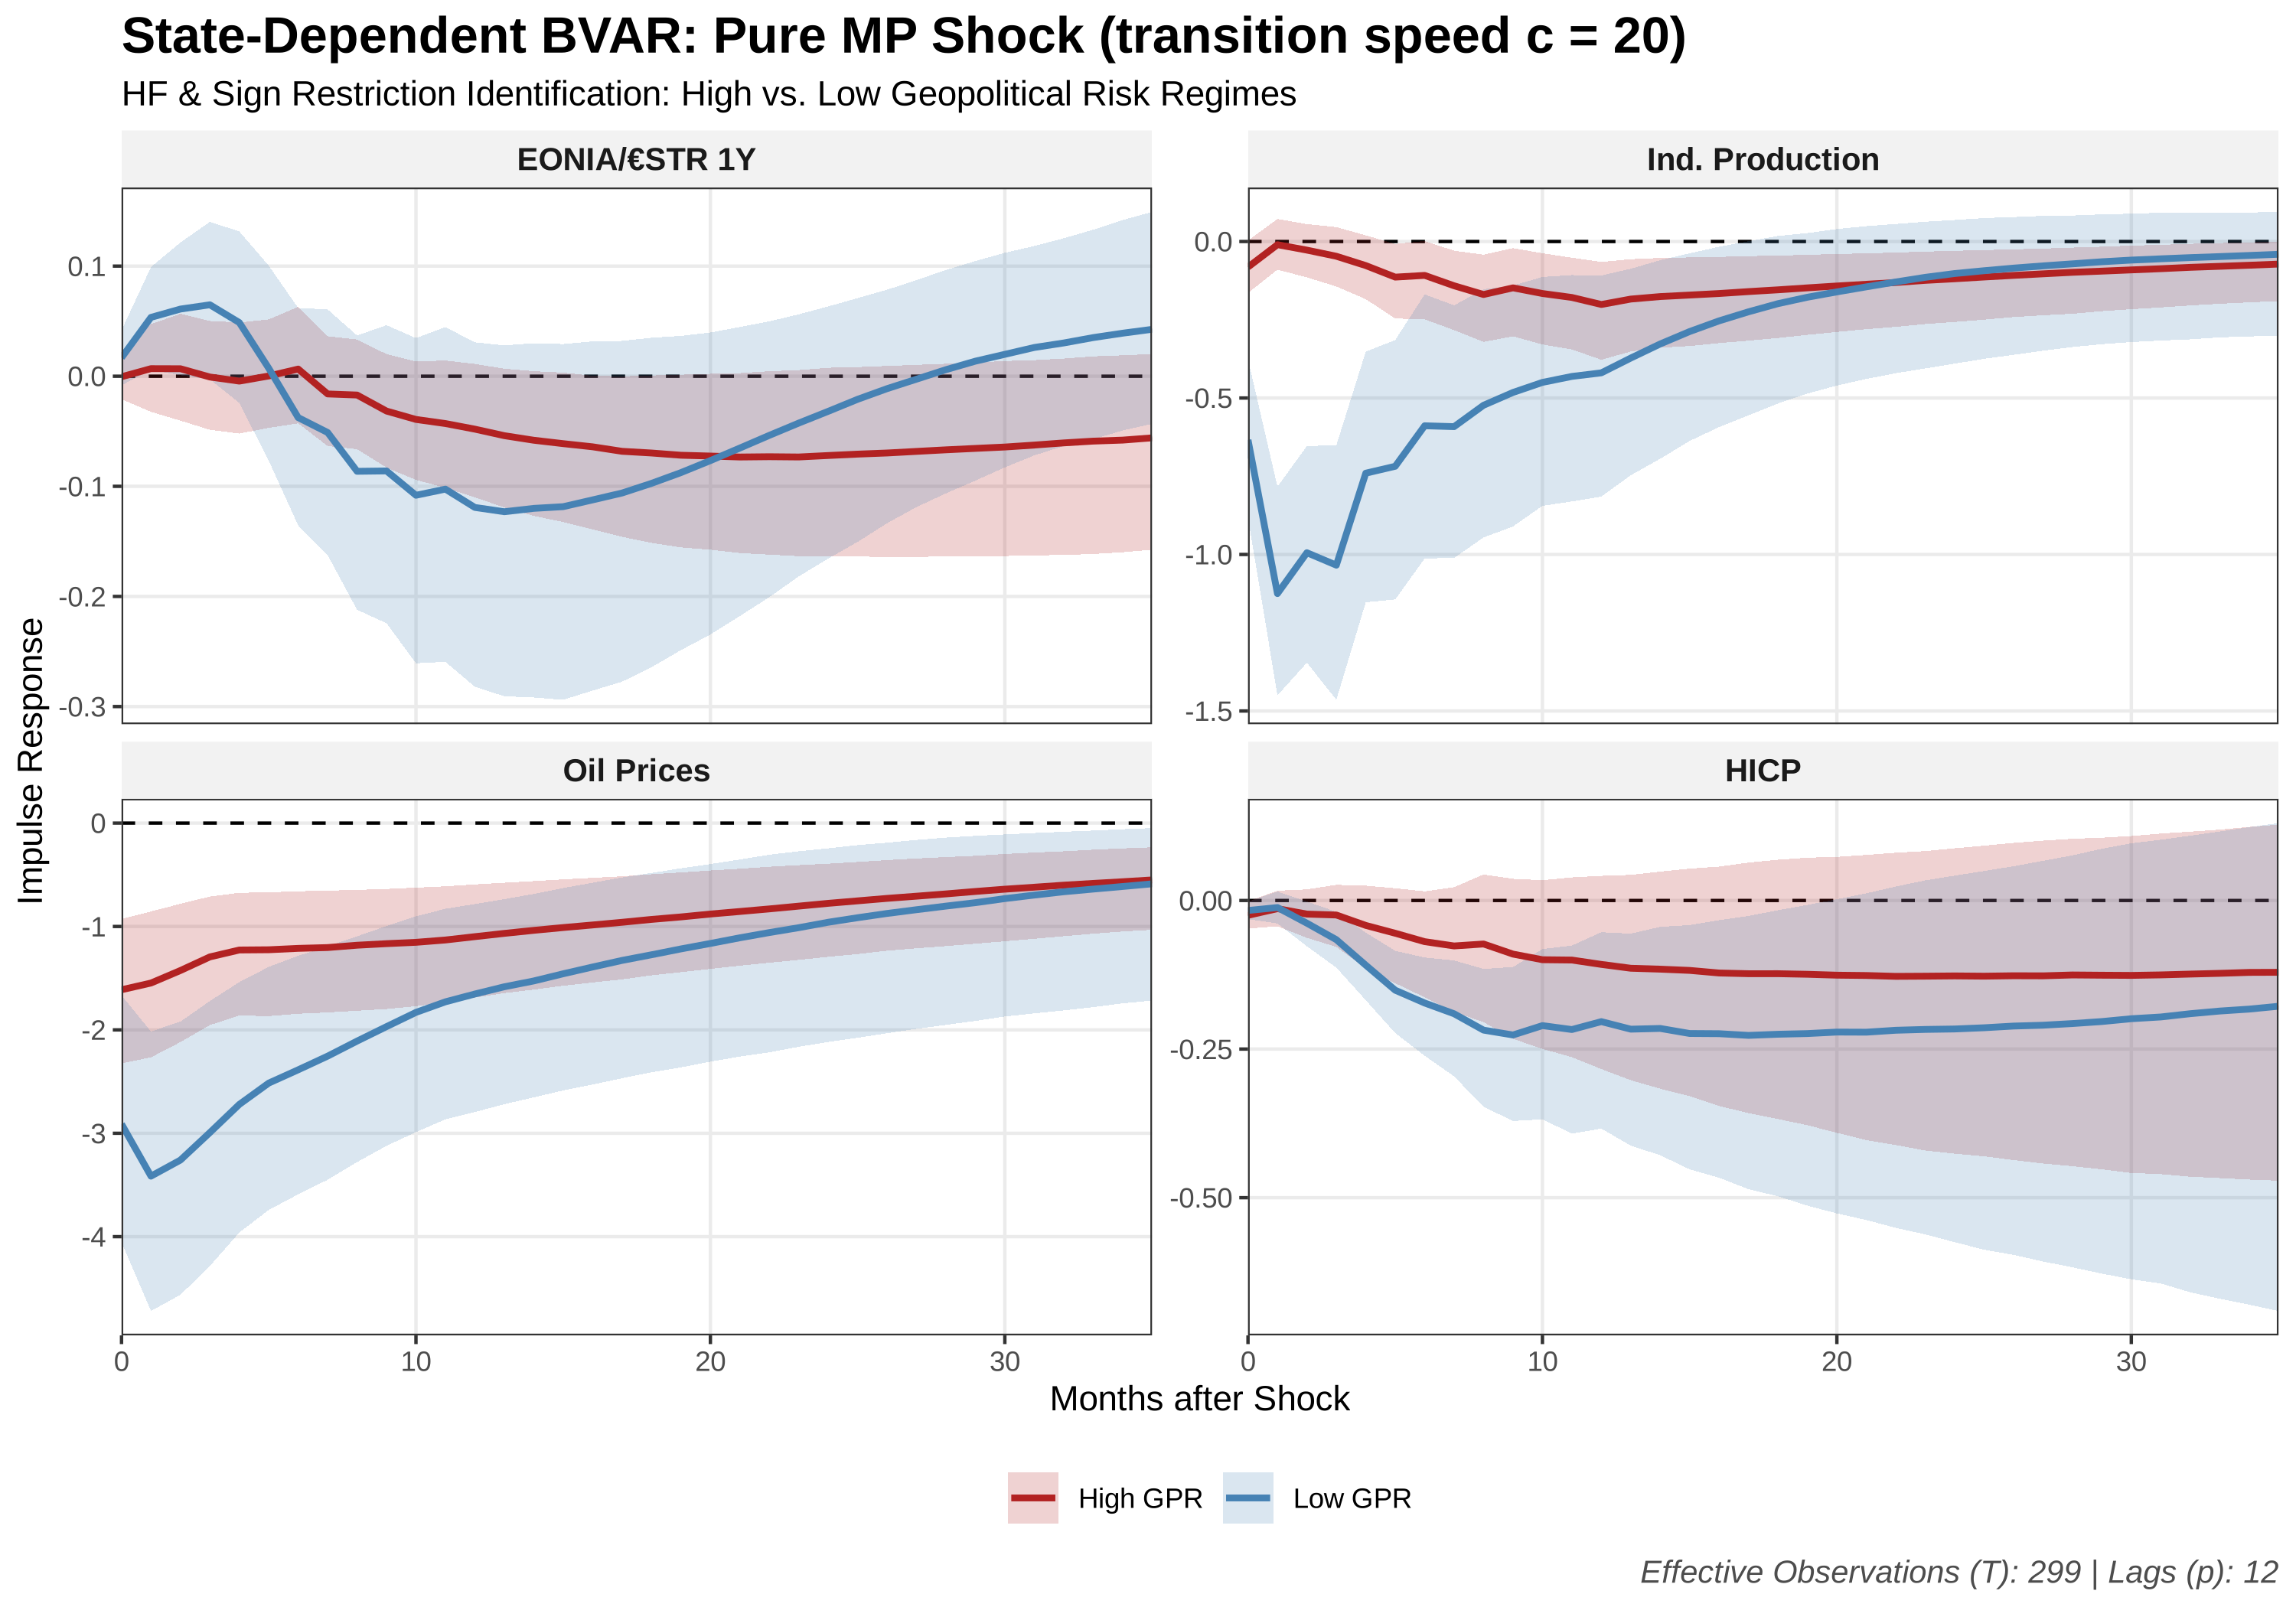 State-Dependent BVAR: Pure MP Shock (transition speed c = 20)
HF & Sign Restriction Identification: High vs. Low Geopolitical Risk Regimes
EONIA/€STR 1Y
Ind. Production
0.1
0.0
-0.1
-0.2
-0.3
0.0
-0.5
-1.0
-1.5
Impulse Response
Oil Prices
HICP
0
-1
-2
-3
-4
0.00
-0.25
-0.50
0 10 20 30
0 10 20 30
Months after Shock
High GPR Low GPR
Effective Observations (T): 299 | Lags (p): 12